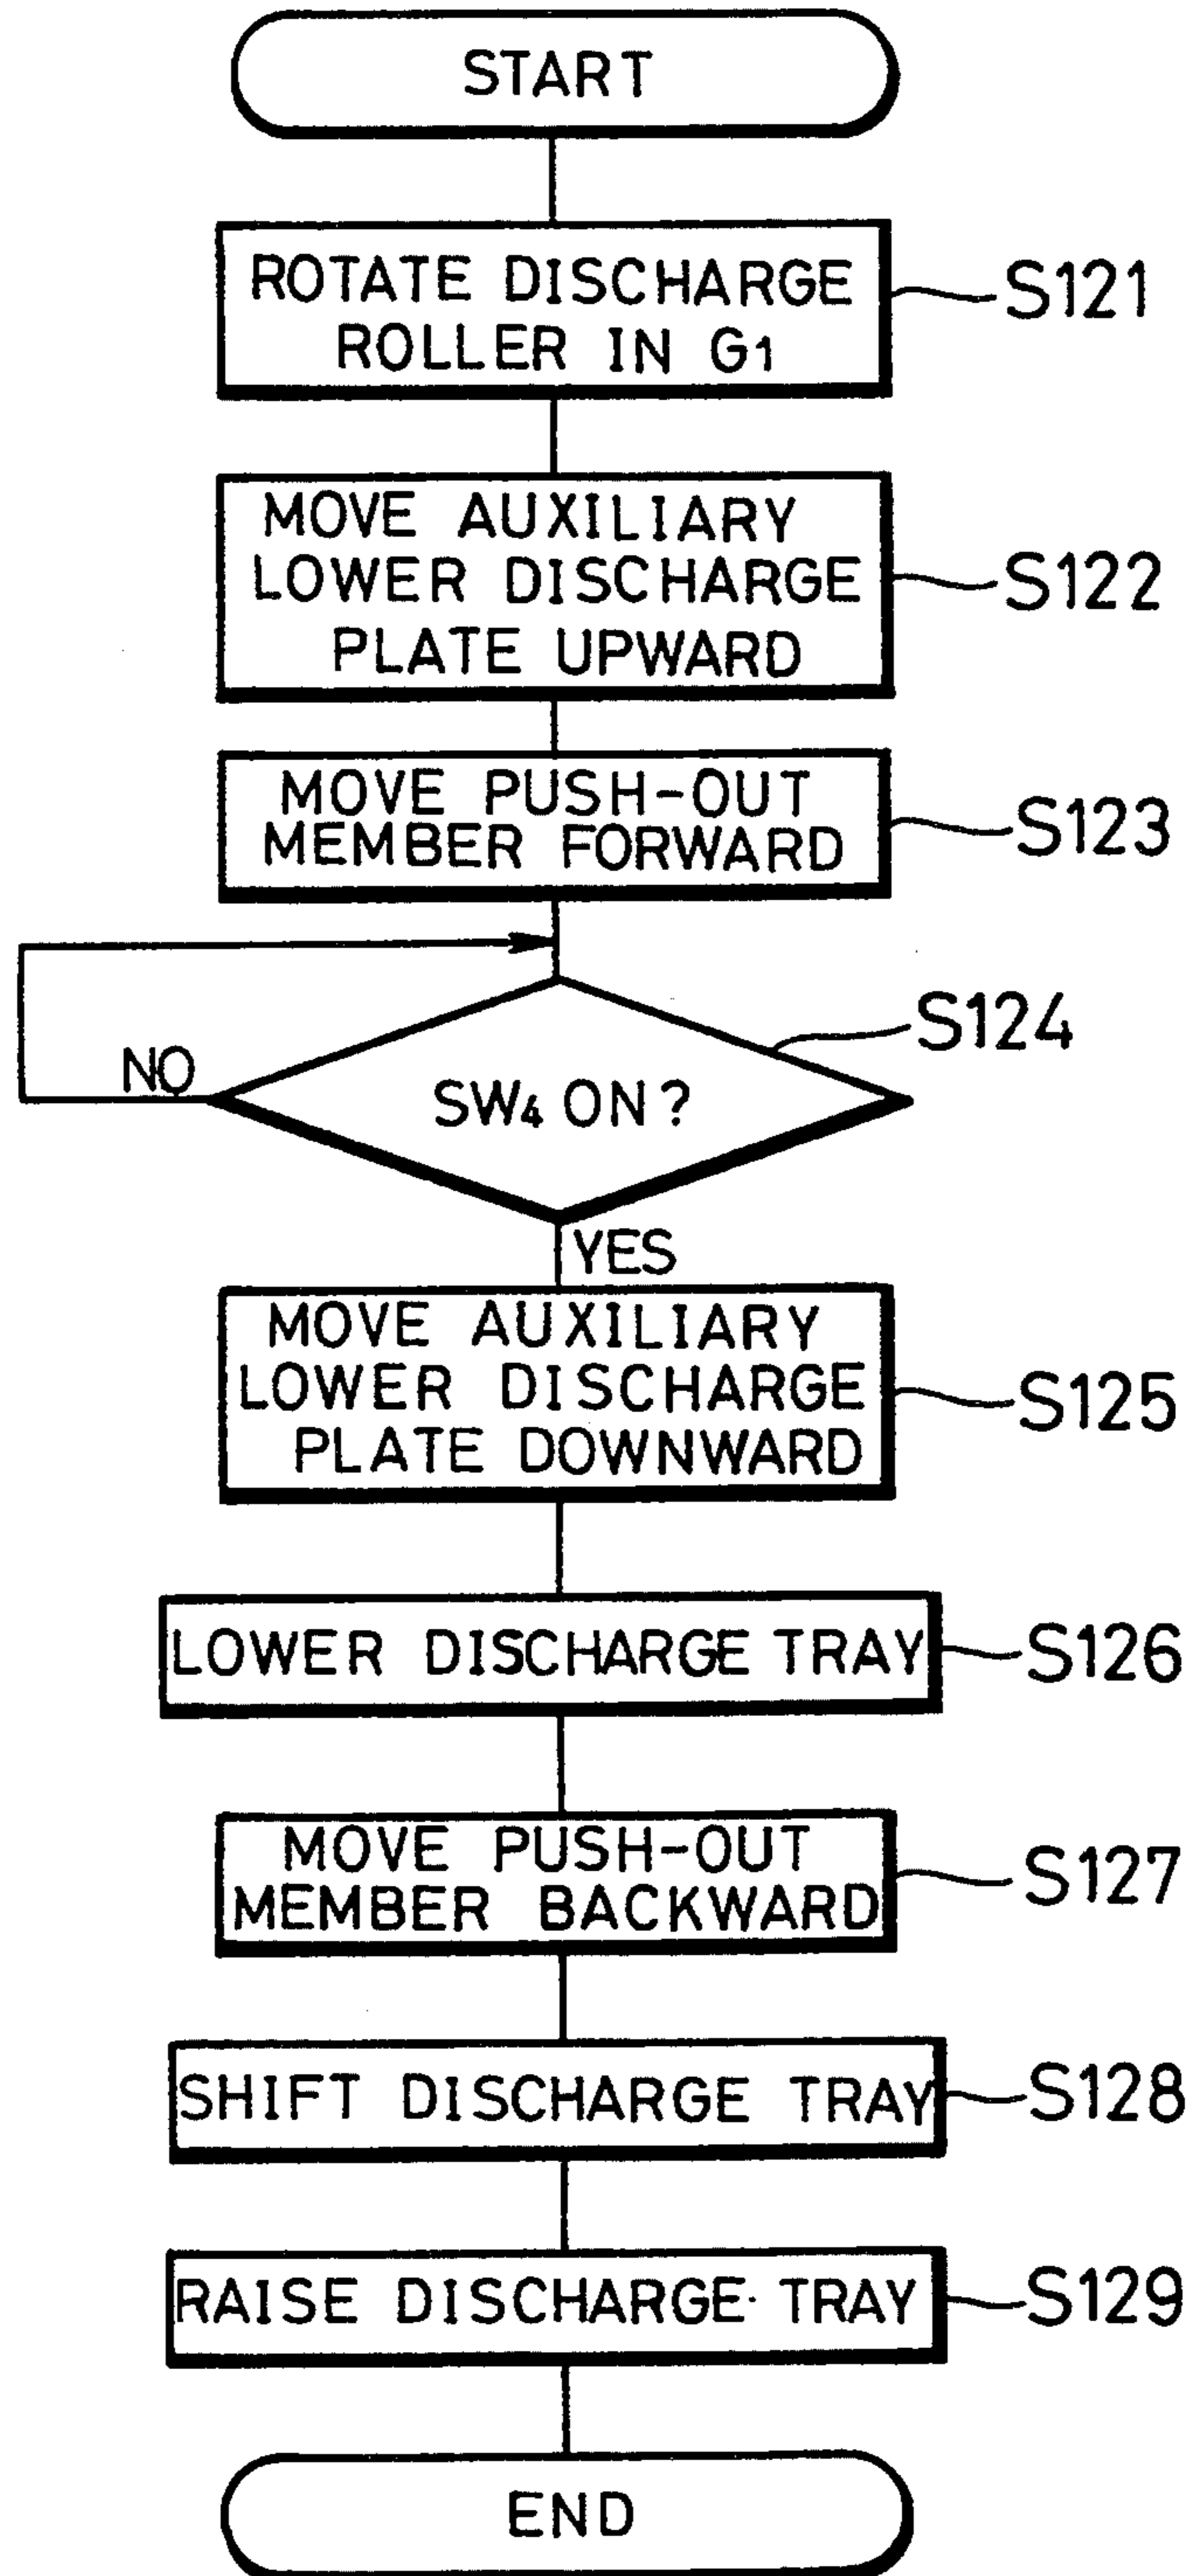 START
ROTATE DISCHARGE
ROLLER IN G1
S121
MOVE AUXILIARY
LOWER DISCHARGE
PLATE UPWARD
S122
MOVE PUSH-OUT
MEMBER FORWARD
S123
S124
NO
SW4 ON?
YES
MOVE AUXILIARY
LOWER DISCHARGE
PLATE DOWNWARD
S125
LOWER DISCHARGE TRAY
S126
MOVE PUSH-OUT
MEMBER BACKWARD
S127
SHIFT DISCHARGE TRAY
S128
RAISE DISCHARGE TRAY
S129
END